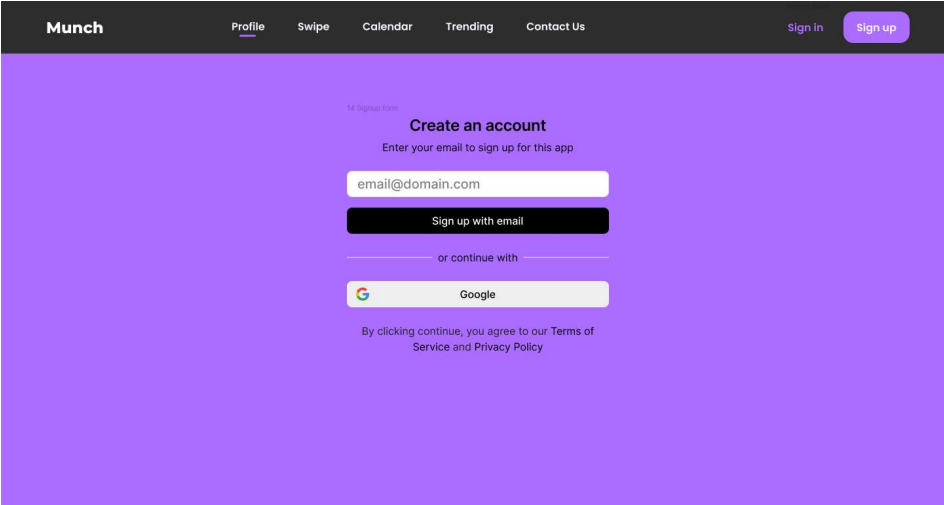 Munch
Profile
Swipe
Calendar
Trending
Contact Us
Sign in
Sign up
14 Signup form
Create an account
Enter your email to sign up for this app
email@domain.com
Sign up with email
or continue with
Google
By clicking continue, you agree to our Terms of
Service and Privacy Policy